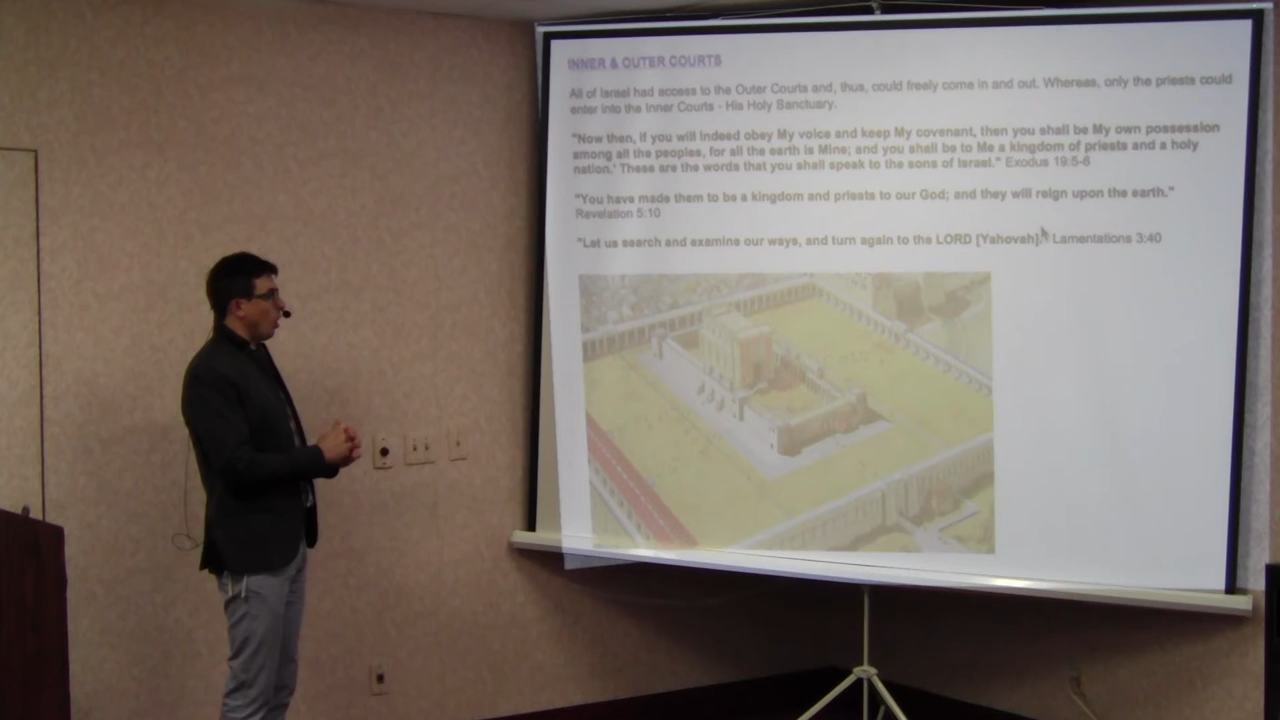 INNER & OUTER COURTS
All of Israel had access to the Outer Courts and, thus, could freely come in and out. Whereas, only the priests could
enter into the Inner Courts - His Holy Sanctuary.
"Now then, if you will indeed obey My voice and keep My covenant, then you shall be My own possession
among all the peoples, for all the earth is Mine; and you shall be to Me a kingdom of priests and a holy
nation.' These are the words that you shall speak to the sons of Israel." Exodus 19:5-6
"You have made them to be a kingdom and priests to our God; and they will reign upon the earth."
Revelation 5:10
"Let us search and examine our ways, and turn again to the LORD [Yahovah]." Lamentations 3:40